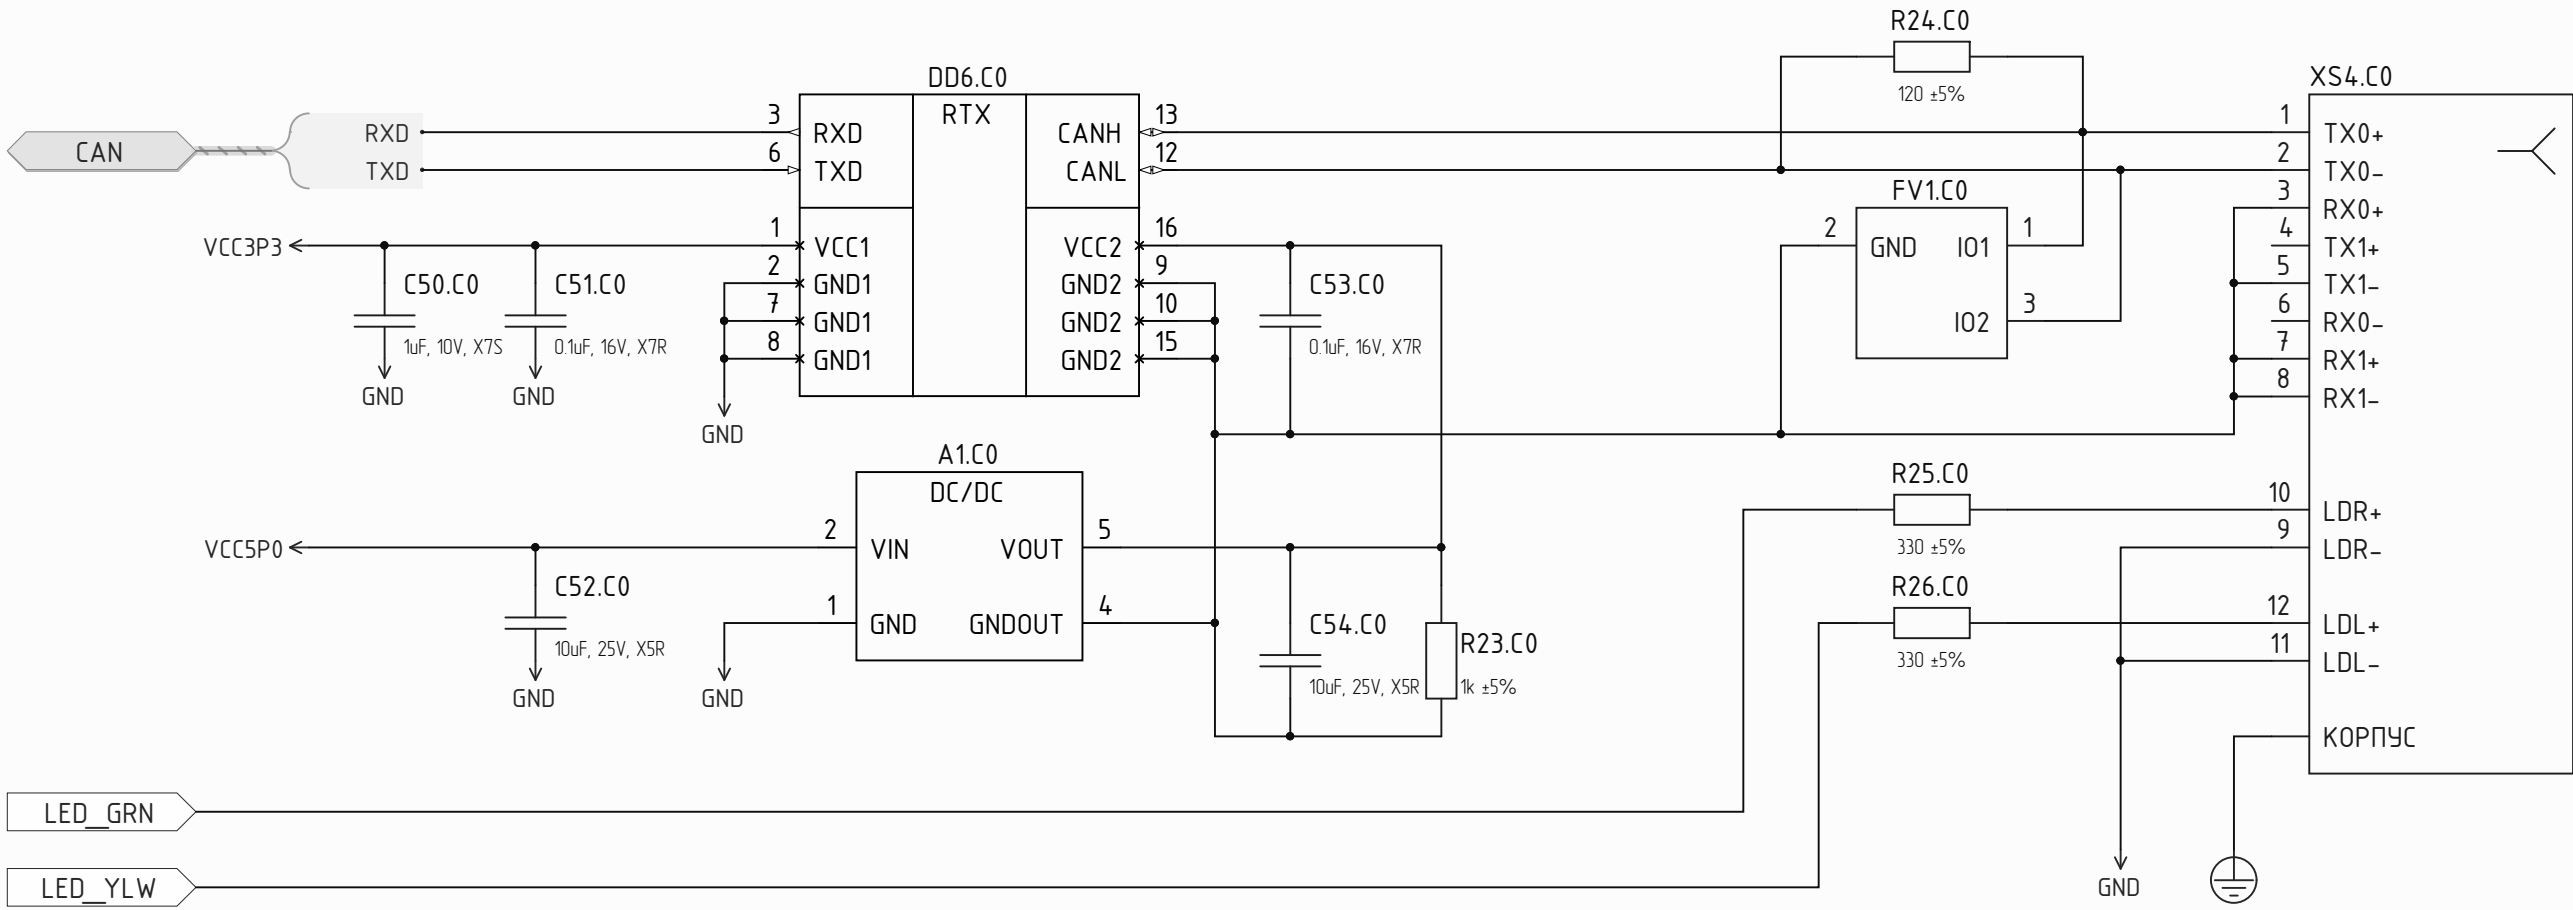 R24.C0
120 ±5%
DD6.C0
RTX
3
RXD
6
TXD
1
VCC1
2
GND1
7
GND1
8
GND1
13
CANH
12
CANL
16
VCC2
9
GND2
10
GND2
15
GND2
CAN
RXD
TXD
VCC3P3
C50.C0
1uF, 10V, X7S
GND
C51.C0
0.1uF, 16V, X7R
GND
GND
C53.C0
0.1uF, 16V, X7R
FV1.C0
2
GND
IO1
1
IO2
3
XS4.C0
1
TX0+
2
TX0-
3
RX0+
4
TX1+
5
TX1-
6
RX0-
7
RX1+
8
RX1-
10
LDR+
9
LDR-
12
LDL+
11
LDL-
КОРПУС
A1.C0
DC/DC
2
VIN
1
GND
VOUT
5
GNDOUT
4
VCC5P0
C52.C0
10uF, 25V, X5R
GND
GND
C54.C0
10uF, 25V, X5R
R23.C0
1k ±5%
R25.C0
330 ±5%
R26.C0
330 ±5%
LED_GRN
LED_YLW
GND